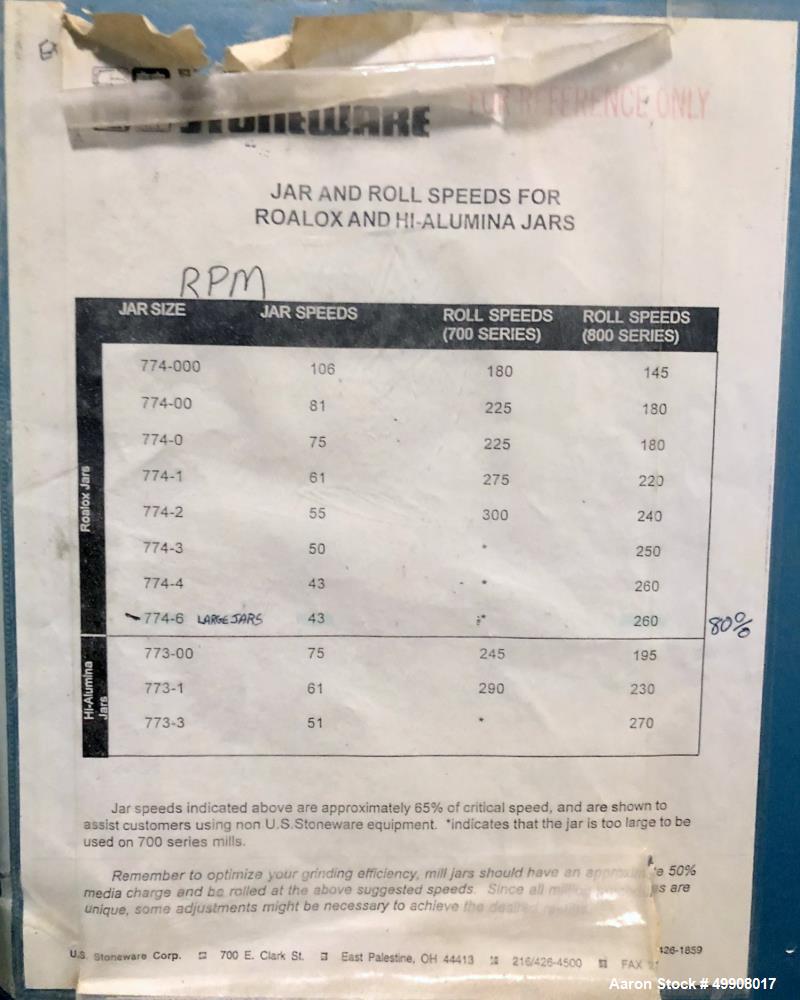 STONEWARE
FOR REFERENCE ONLY
JAR AND ROLL SPEEDS FOR
ROALOX AND HI-ALUMINA JARS
RPM
JAR SIZE JAR SPEEDS ROLL SPEEDS (700 SERIES) ROLL SPEEDS (800 SERIES)
Roalox Jars
774-000 106 180 145
774-00 81 225 180
774-0 75 225 180
774-1 61 275 220
774-2 55 300 240
774-3 50 * 250
774-4 43 * 260
774-6 LARGE JARS 43 * 260 80%
Hi-Alumina Jars
773-00 75 245 195
773-1 61 290 230
773-3 51 * 270
Jar speeds indicated above are approximately 65% of critical speed, and are shown to
assist customers using non U.S.Stoneware equipment. *indicates that the jar is too large to be
used on 700 series mills.
Remember to optimize your grinding efficiency, mill jars should have an 50%
media charge and be rolled at the above suggested speeds. Since all are
unique, some adjustments might be necessary to achieve the desired
U.S. Stoneware Corp. 700 E. Clark St. East Palestine, OH 44413 216/426-4500 FAX 426-1859
Aaron Stock # 49908017